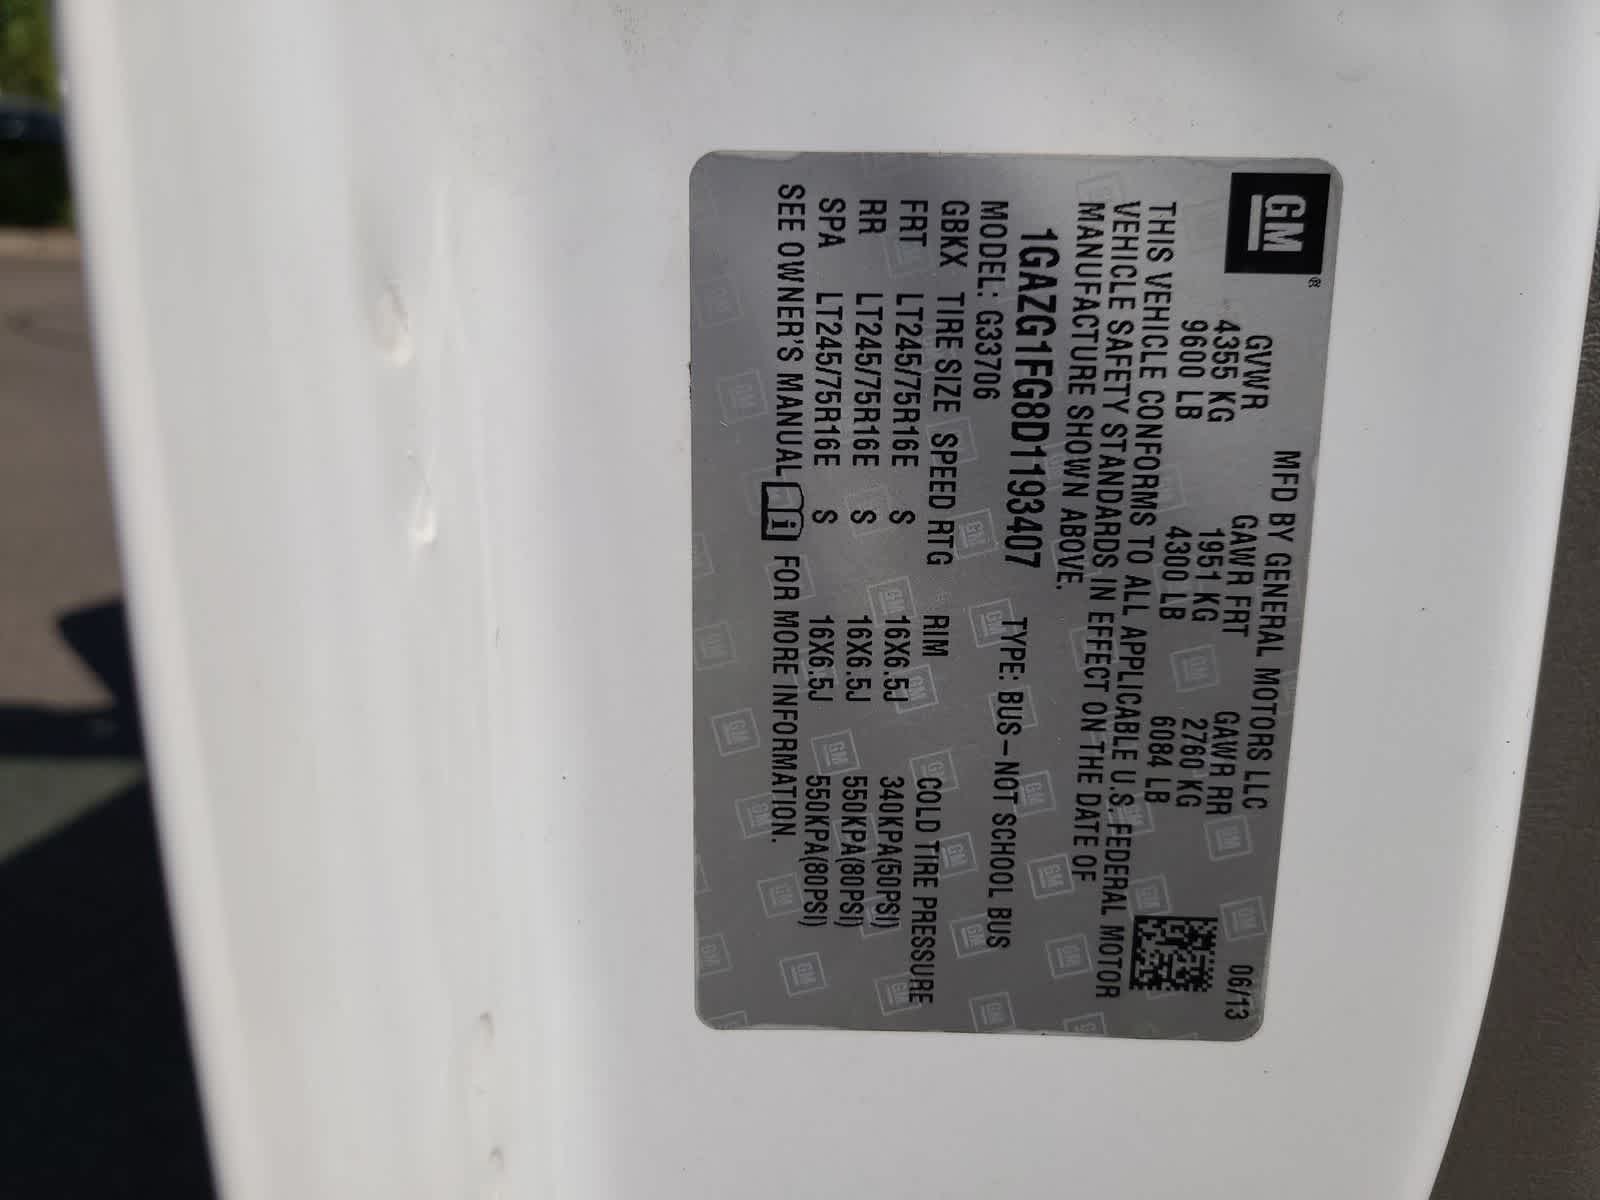 GM®
MFD BY GENERAL MOTORS LLC 06/13
GVWR GAWR FRT GAWR RR
4355 KG 1951 KG 2760 KG
9600 LB 4300 LB 6084 LB
THIS VEHICLE CONFORMS TO ALL APPLICABLE U.S. FEDERAL MOTOR
VEHICLE SAFETY STANDARDS IN EFFECT ON THE DATE OF
MANUFACTURE SHOWN ABOVE.
1GAZG1FG8D1193407 TYPE: BUS-NOT SCHOOL BUS
MODEL: G33706
GBKX TIRE SIZE SPEED RTG RIM COLD TIRE PRESSURE
FRT LT245/75R16E S 16X6.5J 340KPA(50PSI)
RR LT245/75R16E S 16X6.5J 550KPA(80PSI)
SPA LT245/75R16E S 16X6.5J 550KPA(80PSI)
SEE OWNER'S MANUAL i FOR MORE INFORMATION.